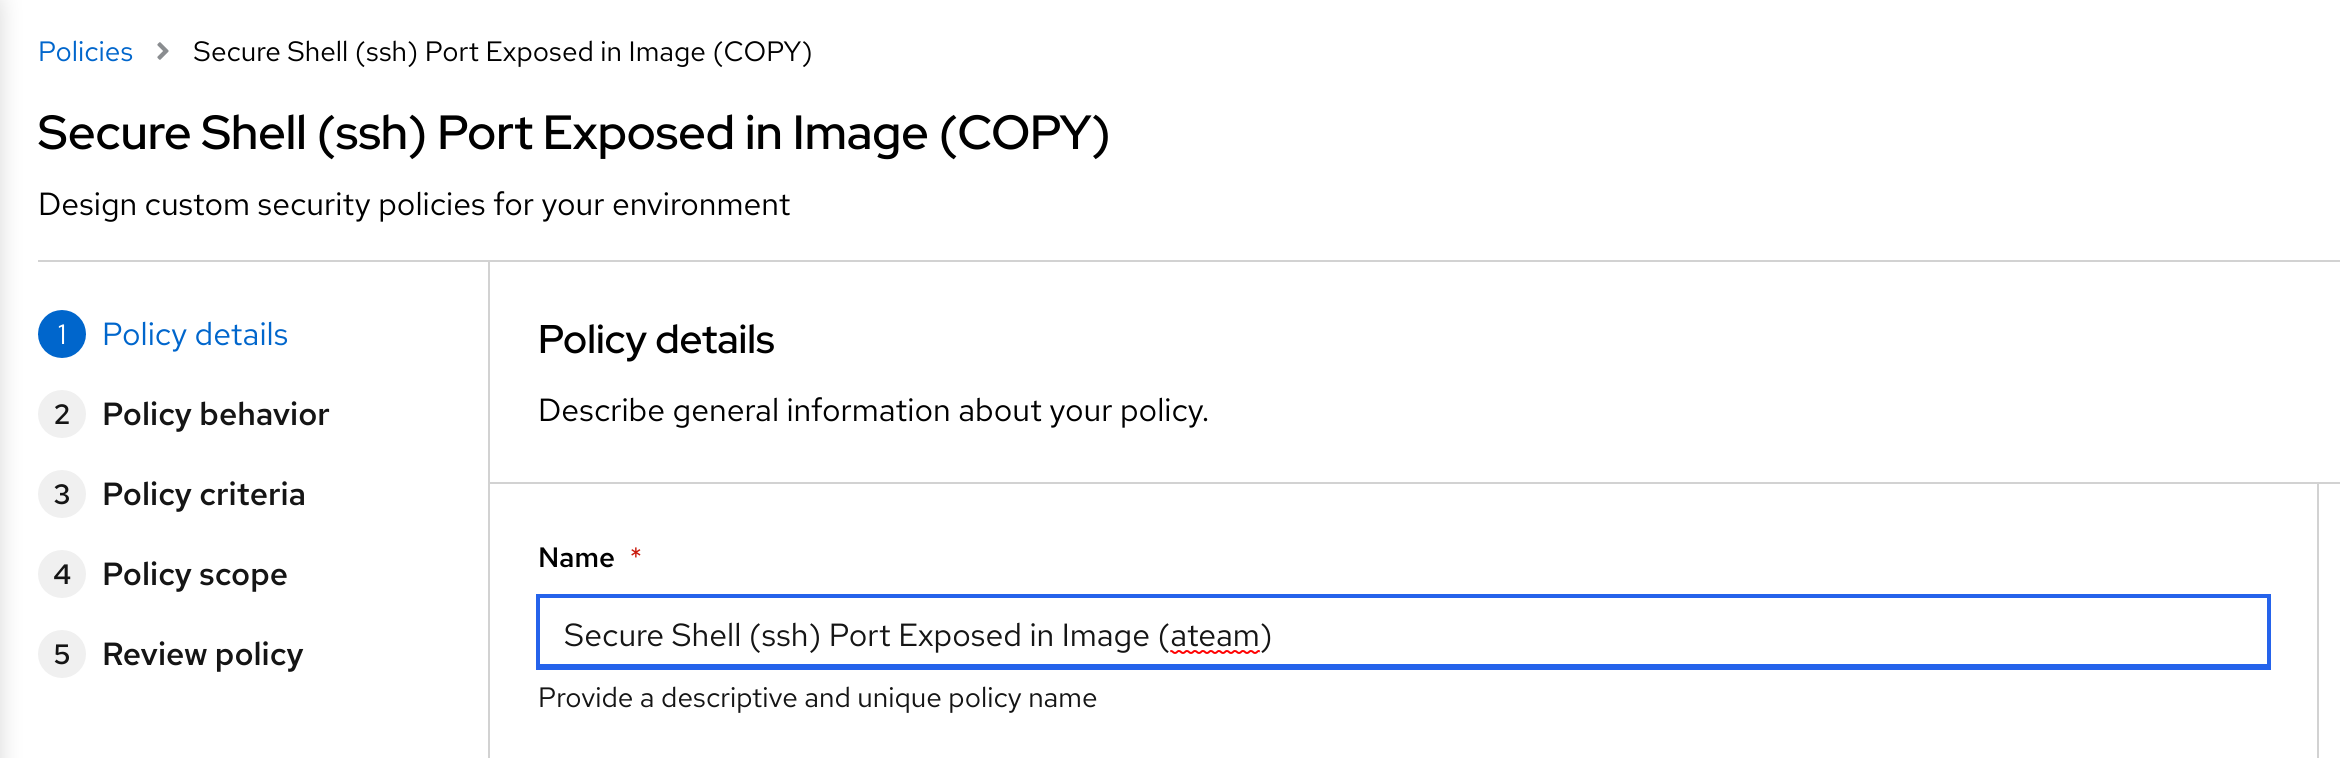 Policies > Secure Shell (ssh) Port Exposed in Image (COPY)
Secure Shell (ssh) Port Exposed in Image (COPY)
Design custom security policies for your environment
1 Policy details
2 Policy behavior
3 Policy criteria
4 Policy scope
5 Review policy
Policy details
Describe general information about your policy.
Name *
Secure Shell (ssh) Port Exposed in Image (ateam)
Provide a descriptive and unique policy name